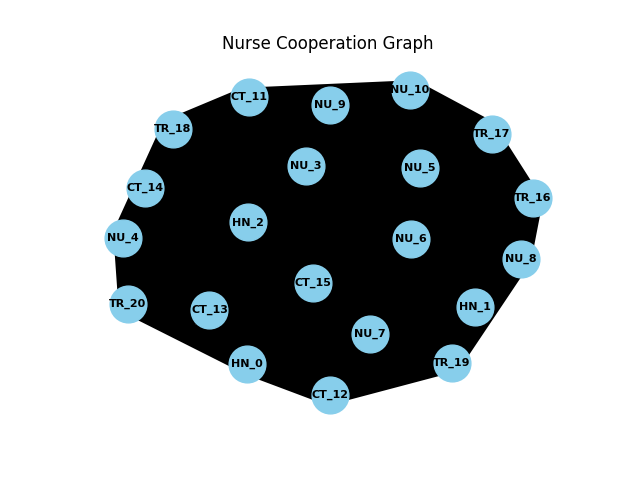 Nurse Cooperation Graph
NU_10
CT_11
NU_9
TR_18
TR_17
NU_3
NU_5
CT_14
TR_16
HN_2
NU_4
NU_6
NU_8
CT_15
TR_20
HN_1
CT_13
NU_7
HN_0
TR_19
CT_12